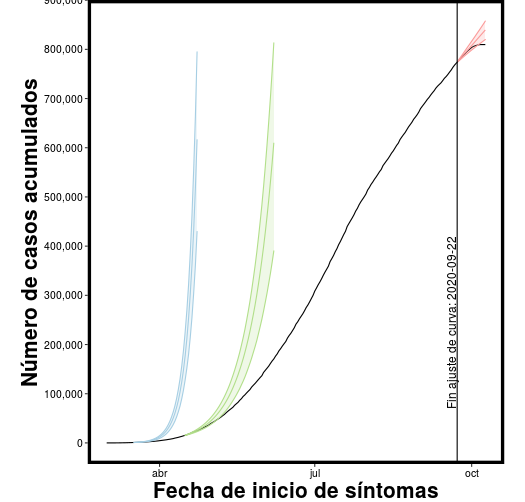 900,000
800,000
700,000
600,000
500,000
400,000
300,000
200,000
100,000
0
Número de casos acumulados
Fin ajuste de curva: 2020-09-22
abr
jul
oct
Fecha de inicio de síntomas